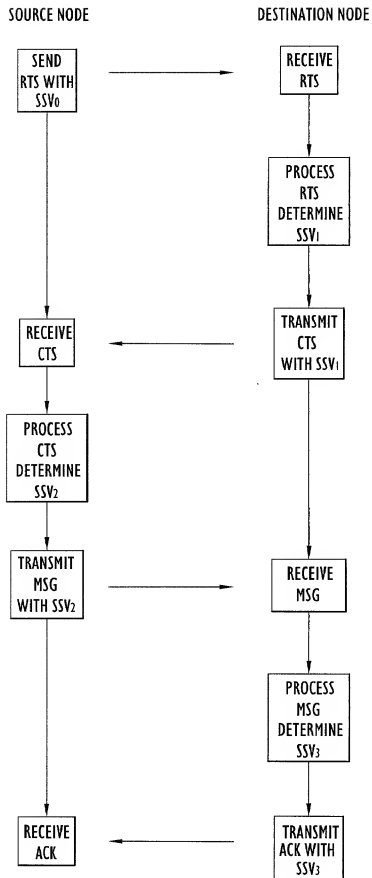 SOURCE NODE
DESTINATION NODE
SEND
RTS WITH
SSV₀
RECEIVE
RTS
PROCESS
RTS
DETERMINE
SSV₁
RECEIVE
CTS
TRANSMIT
CTS
WITH SSV₁
PROCESS
CTS
DETERMINE
SSV₂
TRANSMIT
MSG
WITH SSV₂
RECEIVE
MSG
PROCESS
MSG
DETERMINE
SSV₃
RECEIVE
ACK
TRANSMIT
ACK WITH
SSV₃